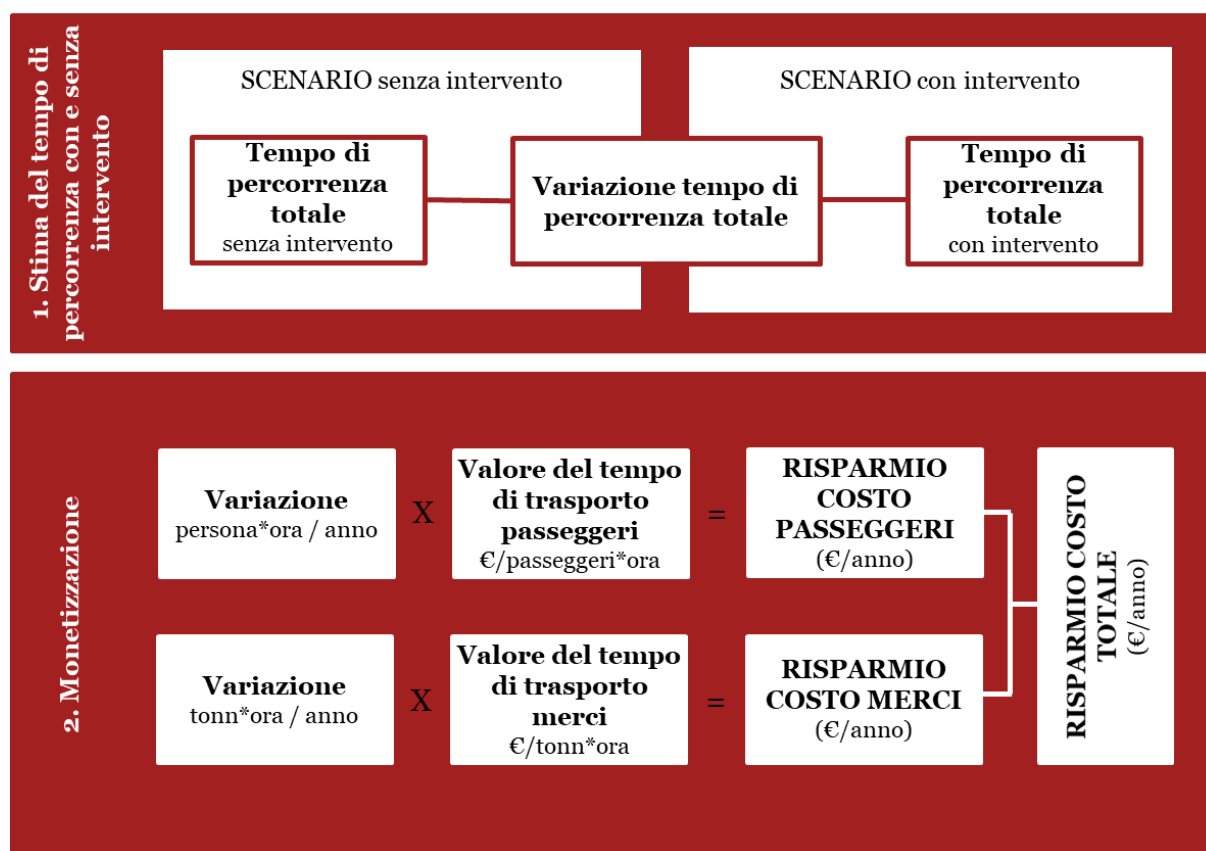 1. Stima del tempo di
percorrenza con e senza
intervento
SCENARIO senza intervento
SCENARIO con intervento
Tempo di
percorrenza
totale
senza intervento
Variazione tempo di
percorrenza totale
Tempo di
percorrenza
totale
con intervento
2. Monetizzazione
Variazione
persona*ora / anno
X
Valore del tempo
di trasporto
passeggeri
€/passeggeri*ora
=
RISPARMIO
COSTO
PASSEGGERI
(€/anno)
Variazione
tonn*ora / anno
X
Valore del tempo
di trasporto
merci
€/tonn*ora
=
RISPARMIO
COSTO MERCI
(€/anno)
RISPARMIO COSTO
TOTALE
(€/anno)